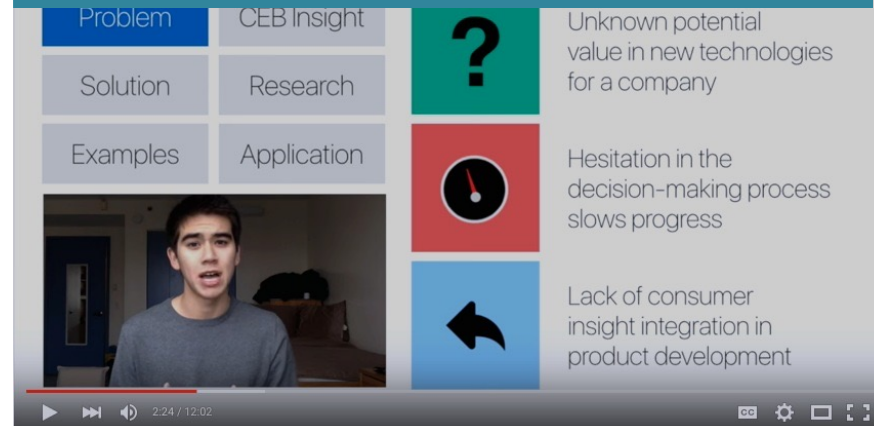 Problem
CEB Insight
Solution
Research
Examples
Application
?
Unknown potential
value in new technologies
for a company
Hesitation in the
decision-making process
slows progress
Lack of consumer
insight integration in
product development
2:24 / 12:02
CC